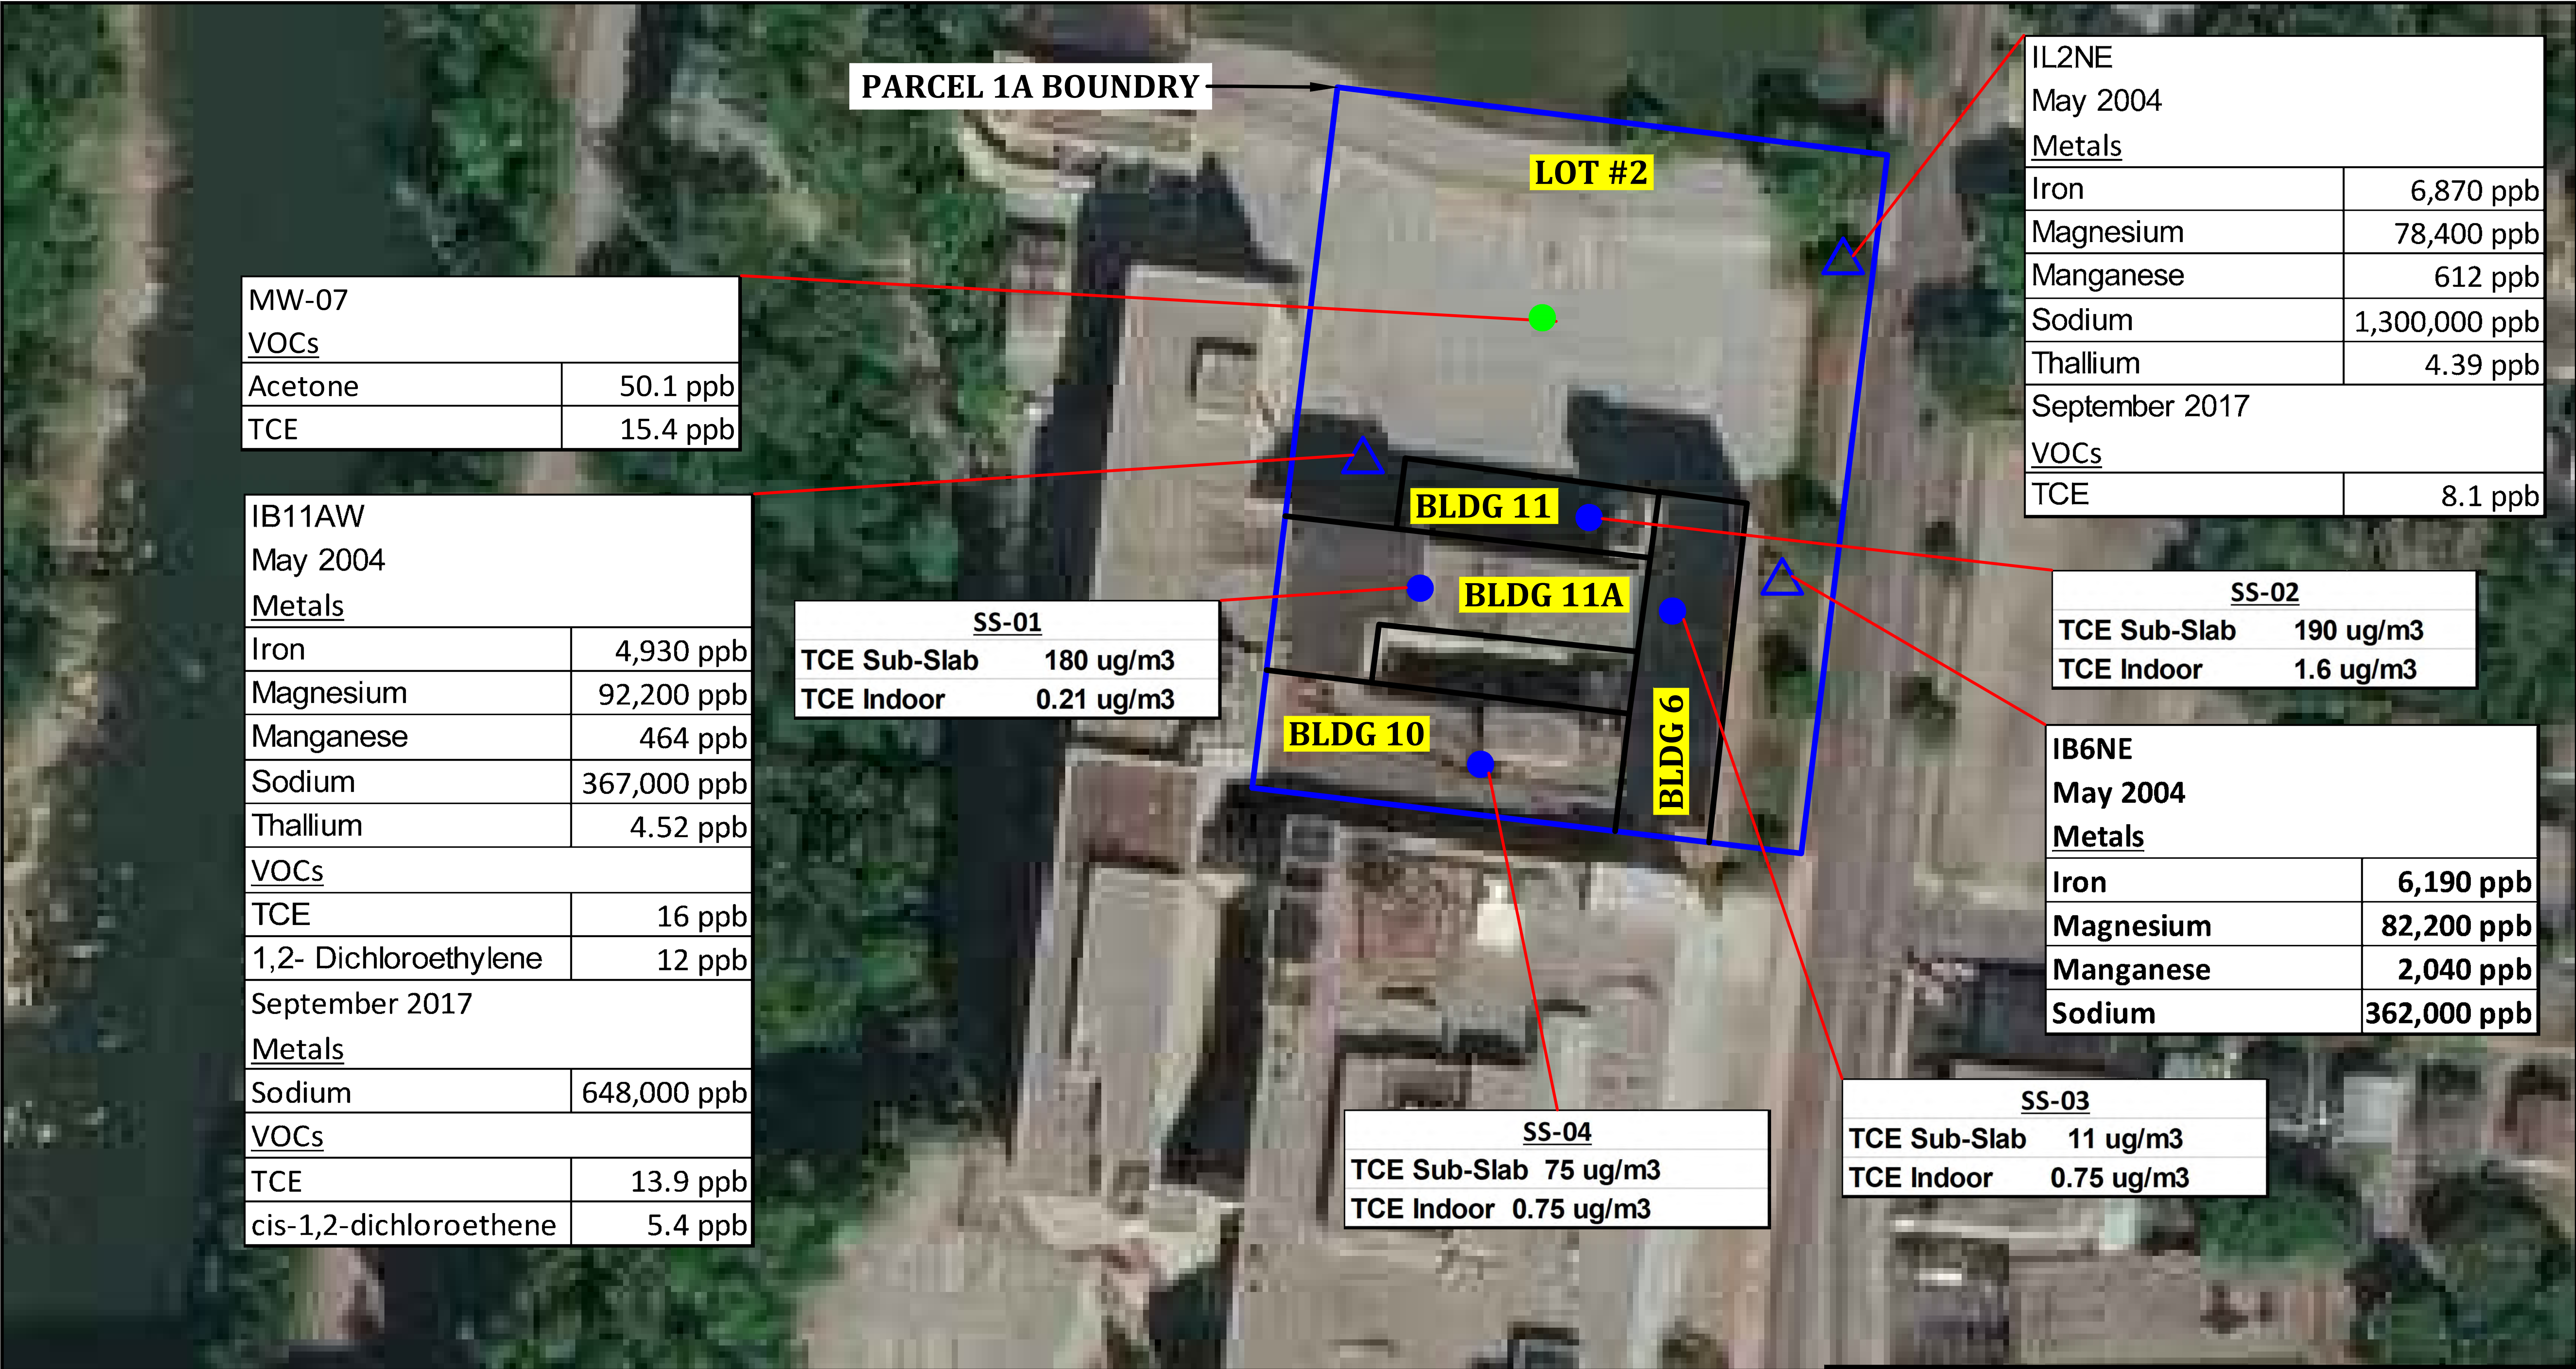 PARCEL 1A BOUNDRY
LOT #2
BLDG 11
BLDG 11A
BLDG 10
BLDG 6
MW-07
VOCs
Acetone 50.1 ppb
TCE 15.4 ppb
IB11AW
May 2004
Metals
Iron 4,930 ppb
Magnesium 92,200 ppb
Manganese 464 ppb
Sodium 367,000 ppb
Thallium 4.52 ppb
VOCs
TCE 16 ppb
1,2- Dichloroethylene 12 ppb
September 2017
Metals
Sodium 648,000 ppb
VOCs
TCE 13.9 ppb
cis-1,2-dichloroethene 5.4 ppb
SS-01
TCE Sub-Slab 180 ug/m3
TCE Indoor 0.21 ug/m3
IL2NE
May 2004
Metals
Iron 6,870 ppb
Magnesium 78,400 ppb
Manganese 612 ppb
Sodium 1,300,000 ppb
Thallium 4.39 ppb
September 2017
VOCs
TCE 8.1 ppb
SS-02
TCE Sub-Slab 190 ug/m3
TCE Indoor 1.6 ug/m3
IB6NE
May 2004
Metals
Iron 6,190 ppb
Magnesium 82,200 ppb
Manganese 2,040 ppb
Sodium 362,000 ppb
SS-04
TCE Sub-Slab 75 ug/m3
TCE Indoor 0.75 ug/m3
SS-03
TCE Sub-Slab 11 ug/m3
TCE Indoor 0.75 ug/m3